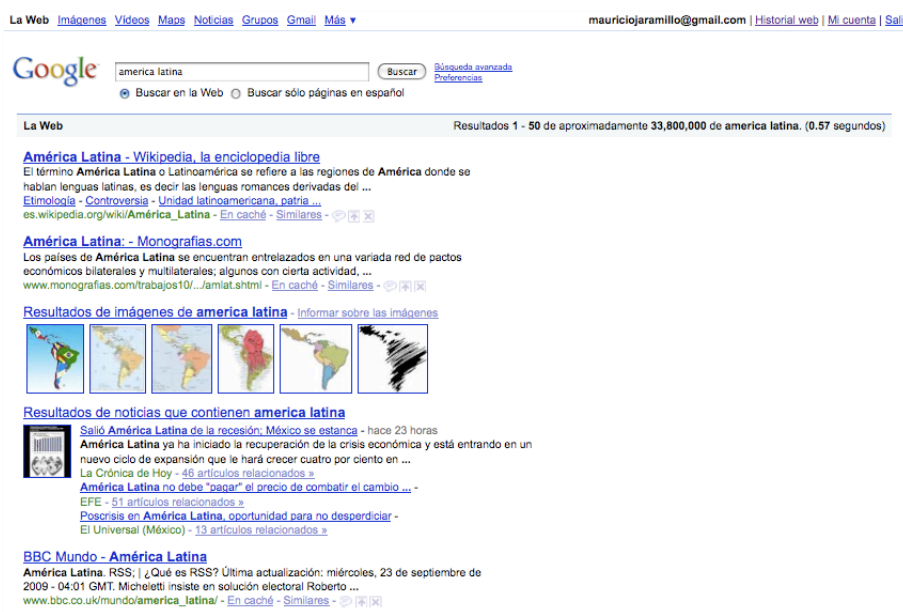 La Web Imágenes Vídeos Maps Noticias Grupos Gmail Más ▼ mauriciojaramillo@gmail.com | Historial web | Mi cuenta | Sali
Google america latina Buscar Búsqueda avanzada
Preferencias
Buscar en la Web Buscar sólo páginas en español
La Web Resultados 1 - 50 de aproximadamente 33,800,000 de america latina. (0.57 segundos)
América Latina - Wikipedia, la enciclopedia libre
El término América Latina o Latinoamérica se refiere a las regiones de América donde se
hablan lenguas latinas, es decir las lenguas romances derivadas del ...
Etimología - Controversia - Unidad latinoamericana, patria ...
es.wikipedia.org/wiki/América_Latina - En caché - Similares -
América Latina: - Monografias.com
Los países de América Latina se encuentran entrelazados en una variada red de pactos
económicos bilaterales y multilaterales; algunos con cierta actividad, ...
www.monografias.com/trabajos10/.../amlat.shtml - En caché - Similares -
Resultados de imágenes de america latina - Informar sobre las imágenes
Resultados de noticias que contienen america latina
Salió América Latina de la recesión; México se estanca - hace 23 horas
América Latina ya ha iniciado la recuperación de la crisis económica y está entrando en un
nuevo ciclo de expansión que le hará crecer cuatro por ciento en ...
La Crónica de Hoy - 46 artículos relacionados »
América Latina no debe "pagar" el precio de combatir el cambio ... -
EFE - 51 artículos relacionados »
Poscrisis en América Latina, oportunidad para no desperdiciar -
El Universal (México) - 13 artículos relacionados »
BBC Mundo - América Latina
América Latina. RSS; | ¿Qué es RSS? Última actualización: miércoles, 23 de septiembre de
2009 - 04:01 GMT. Micheletti insiste en solución electoral Roberto ...
www.bbc.co.uk/mundo/america_latina/ - En caché - Similares -